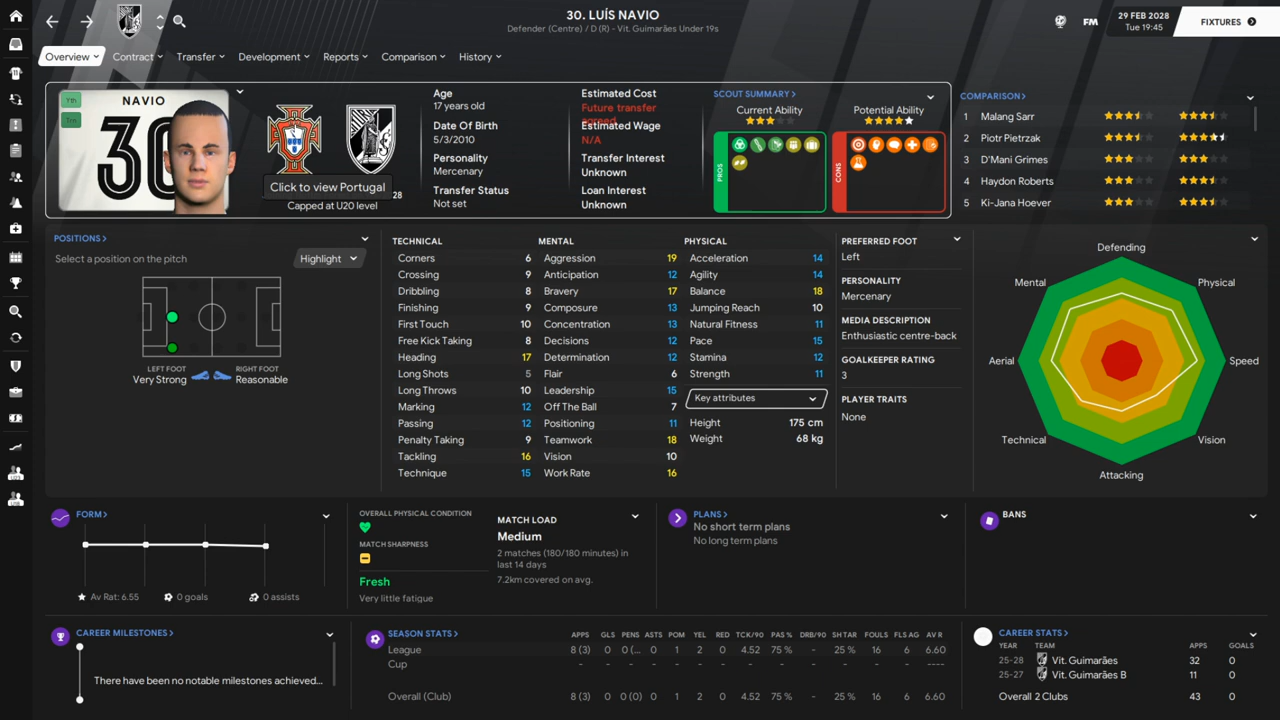 30. LUÍS NAVIO
Defender (Centre) / D (R) - Vit. Guimarães Under 19s
FM
29 FEB 2028
Tue 19:45
FIXTURES
Overview
Contract
Transfer
Development
Reports
Comparison
History
Yth
Trn
NAVIO
30
Click to view Portugal
28
Capped at U20 level
Age
17 years old
Date Of Birth
5/3/2010
Personality
Mercenary
Transfer Status
Not set
Estimated Cost
Future transfer
agreed
Estimated Wage
N/A
Transfer Interest
Unknown
Loan Interest
Unknown
SCOUT SUMMARY >
Current Ability
Potential Ability
PROS
CONS
COMPARISON >
1 Malang Sarr
2 Piotr Pietrzak
3 D'Mani Grimes
4 Haydon Roberts
5 Ki-Jana Hoever
POSITIONS >
Select a position on the pitch
Highlight
LEFT FOOT
Very Strong
RIGHT FOOT
Reasonable
TECHNICAL
Corners 6
Crossing 9
Dribbling 8
Finishing 9
First Touch 10
Free Kick Taking 8
Heading 17
Long Shots 5
Long Throws 10
Marking 12
Passing 12
Penalty Taking 9
Tackling 16
Technique 15
MENTAL
Aggression 19
Anticipation 12
Bravery 17
Composure 13
Concentration 13
Decisions 12
Determination 12
Flair 6
Leadership 15
Off The Ball 7
Positioning 11
Teamwork 18
Vision 10
Work Rate 16
PHYSICAL
Acceleration 14
Agility 14
Balance 18
Jumping Reach 10
Natural Fitness 11
Pace 15
Stamina 12
Strength 11
Key attributes
Height 175 cm
Weight 68 kg
PREFERRED FOOT
Left
PERSONALITY
Mercenary
MEDIA DESCRIPTION
Enthusiastic centre-back
GOALKEEPER RATING
3
PLAYER TRAITS
None
Defending
Physical
Speed
Vision
Attacking
Technical
Aerial
Mental
FORM >
Av Rat: 6.55
0 goals
0 assists
OVERALL PHYSICAL CONDITION
MATCH SHARPNESS
Fresh
Very little fatigue
MATCH LOAD
Medium
2 matches (180/180 minutes) in
last 14 days
7.2km covered on avg.
PLANS >
No short term plans
No long term plans
BANS
CAREER MILESTONES >
There have been no notable milestones achieved...
SEASON STATS > APPS GLS PENS ASTS POM YEL RED TCK/90 PAS % DRB/90 SH TAR FOULS FLS AG AV R
League 8 (3) 0 0 (... 0 1 2 0 4.52 75 % - 25 % 16 6 6.60
Cup - - - - - - - - - - - - - ----
Overall (Club) 8 (3) 0 0 (0) 0 1 2 0 4.52 75 % - 25 % 16 6 6.60
CAREER STATS >
YEAR TEAM APPS GOALS
25-28 Vit. Guimarães 32 0
25-27 Vit. Guimarães B 11 0
Overall 2 Clubs 43 0